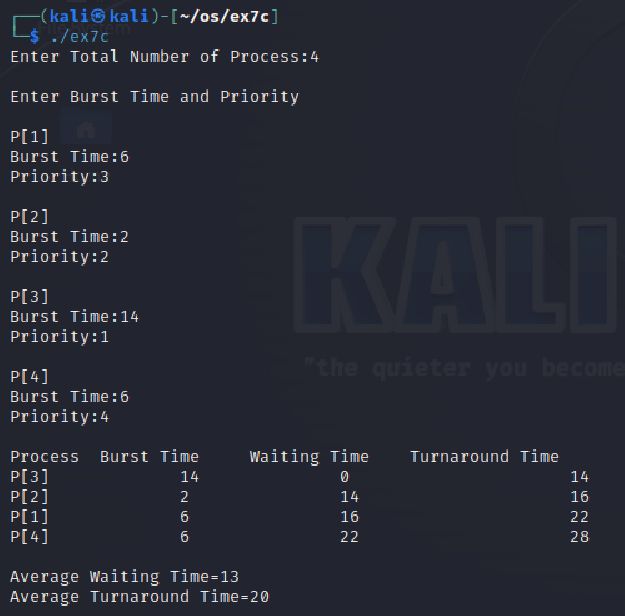 ┌──(kali㉿kali)-[~/os/ex7c]
└─$ ./ex7c
Enter Total Number of Process:4

Enter Burst Time and Priority

P[1]
Burst Time:6
Priority:3

P[2]
Burst Time:2
Priority:2

P[3]
Burst Time:14
Priority:1

P[4]
Burst Time:6
Priority:4

Process  Burst Time     Waiting Time    Turnaround Time
P[3]             14              0                      14
P[2]             2              14                      16
P[1]             6              16                      22
P[4]             6              22                      28

Average Waiting Time=13
Average Turnaround Time=20
KALI
"the quieter you become